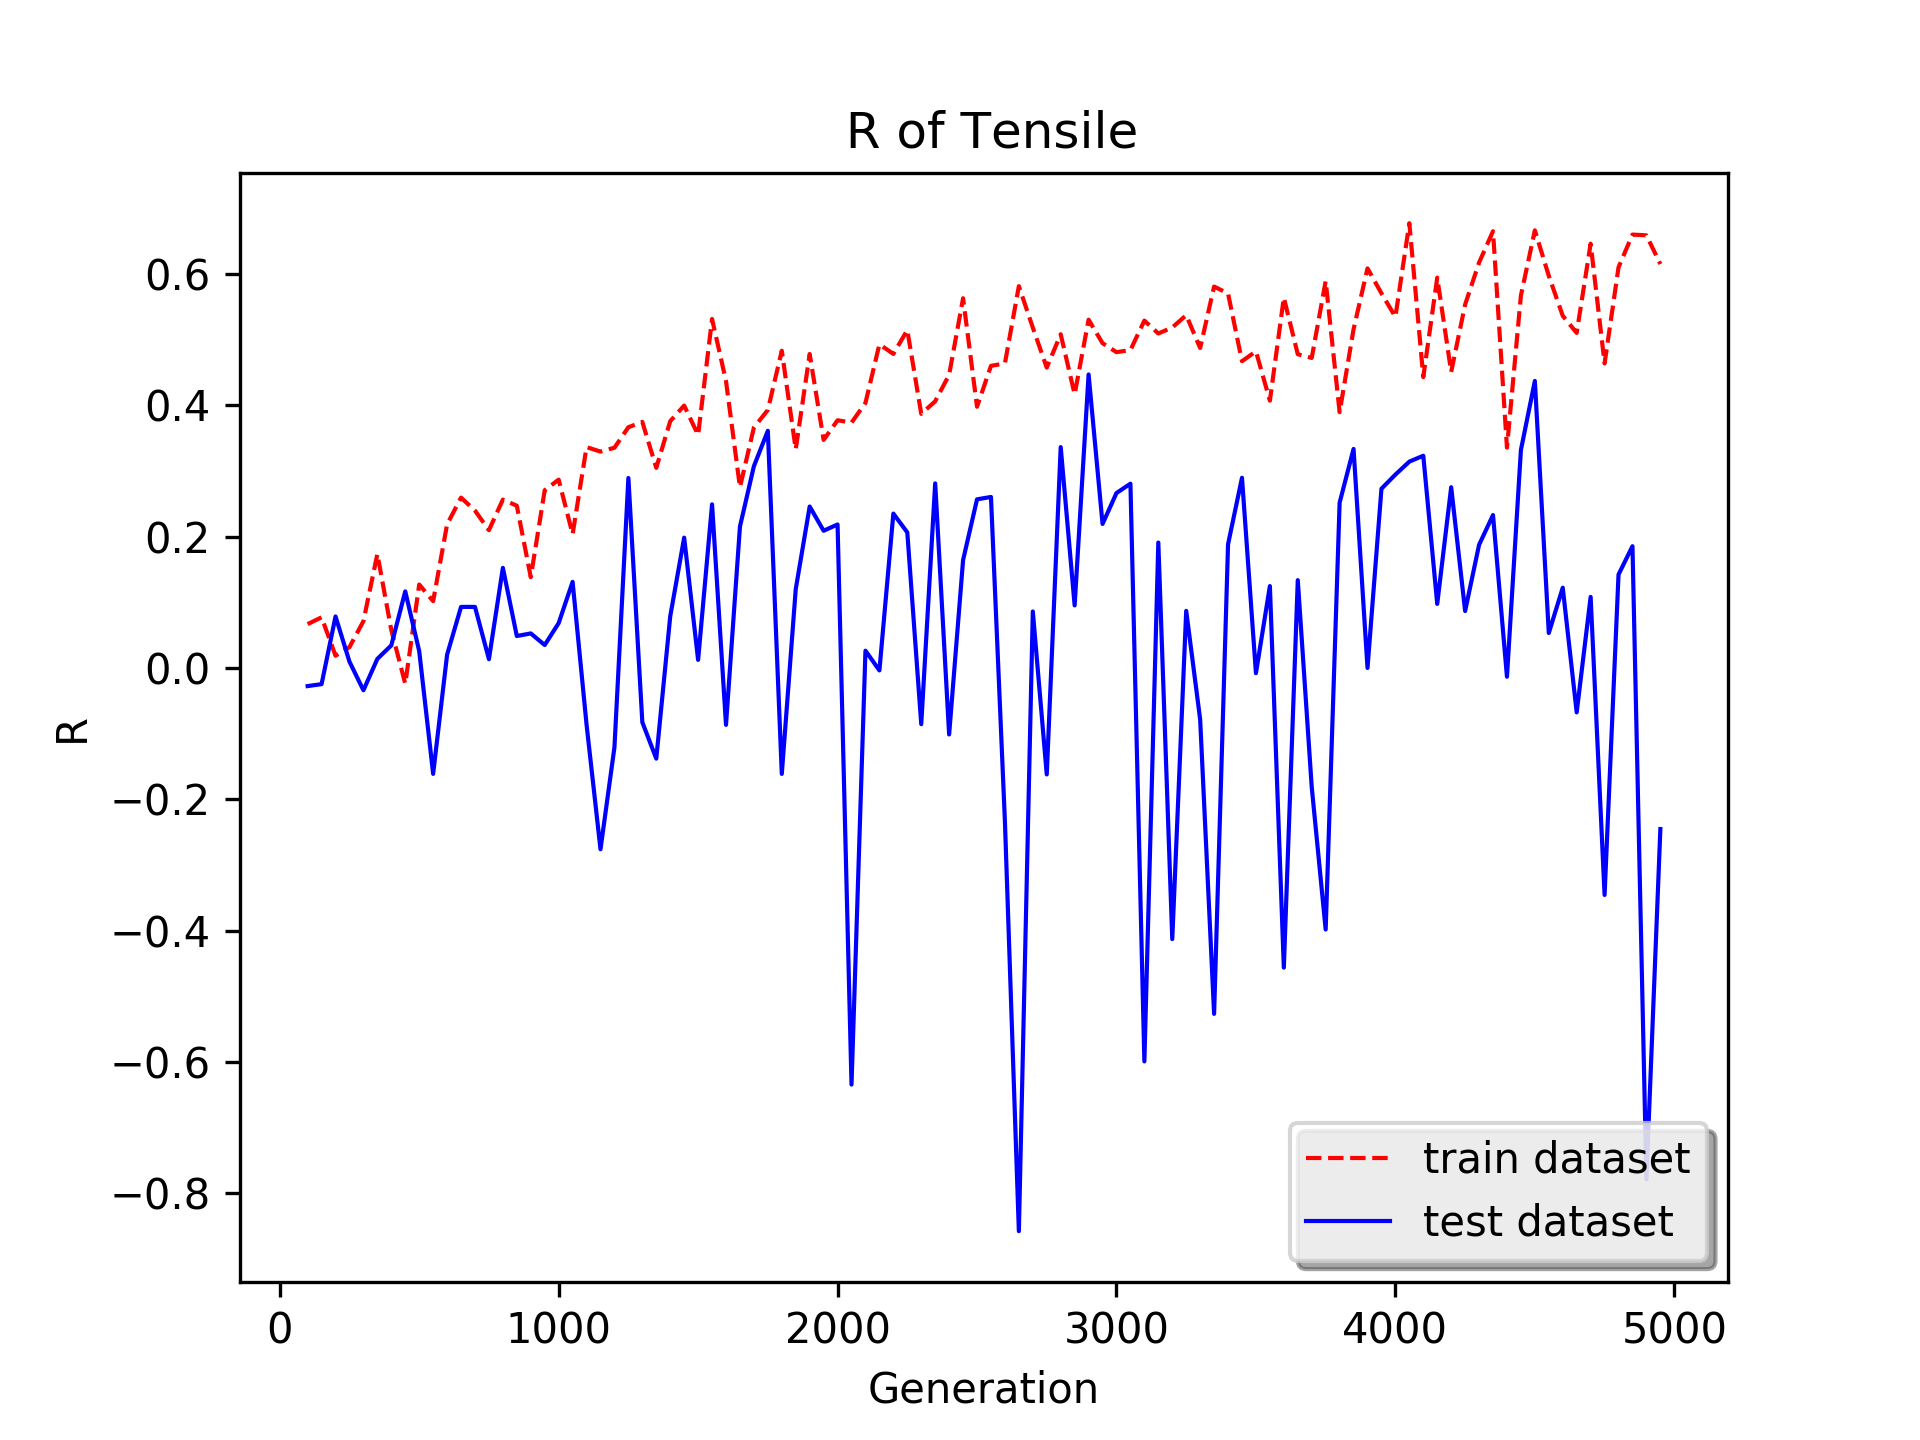 R of Tensile
0.6
0.4
0.2
0.0
−0.2
−0.4
−0.6
−0.8
R
0 1000 2000 3000 4000 5000
Generation
train dataset
test dataset